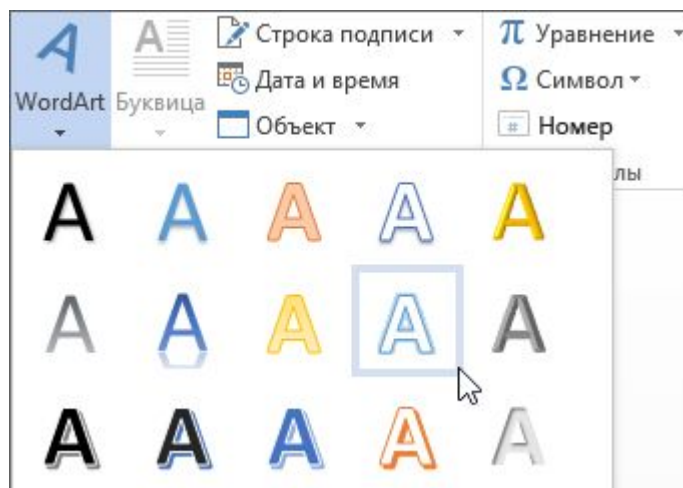 Строка подписи
π Уравнение
Дата и время
Ω Символ
WordArt
Буквица
Объект
# Номер
лы
A A A A A
A A A A A
A A A A A